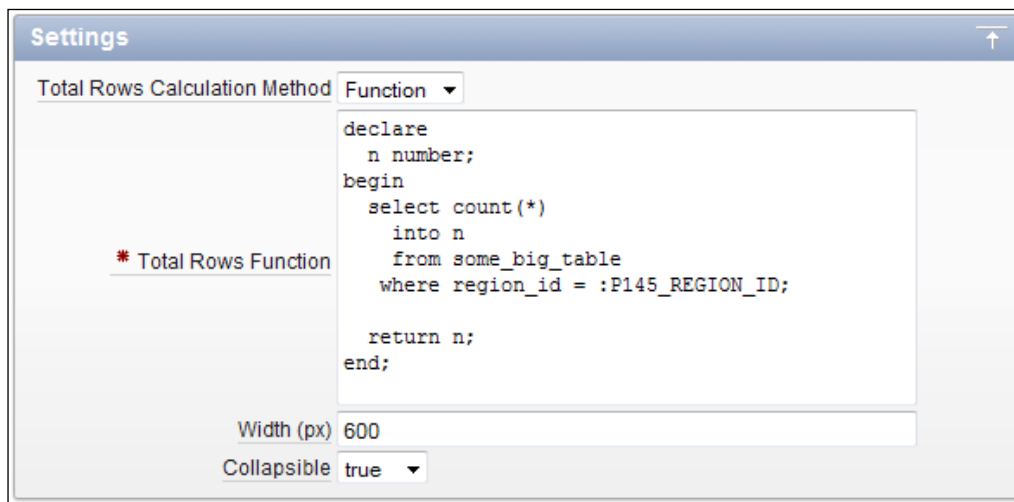 Settings
Total Rows Calculation Method Function
* Total Rows Function
declare
  n number;
begin
  select count(*)
    into n
    from some_big_table
   where region_id = :P145_REGION_ID;

  return n;
end;
Width (px) 600
Collapsible true